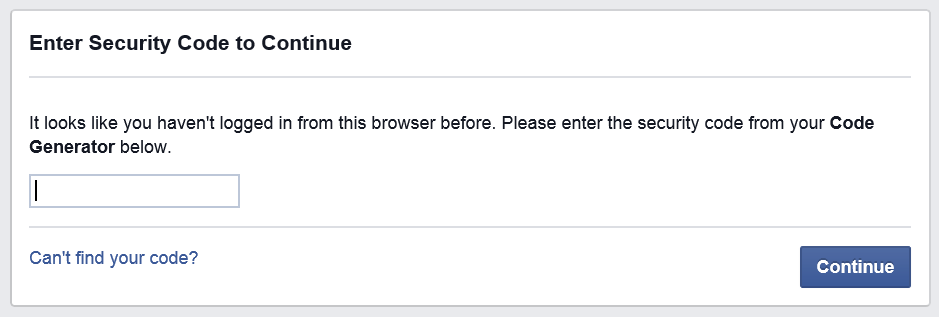 Enter Security Code to Continue
It looks like you haven't logged in from this browser before. Please enter the security code from your Code
Generator below.
Can't find your code?
Continue